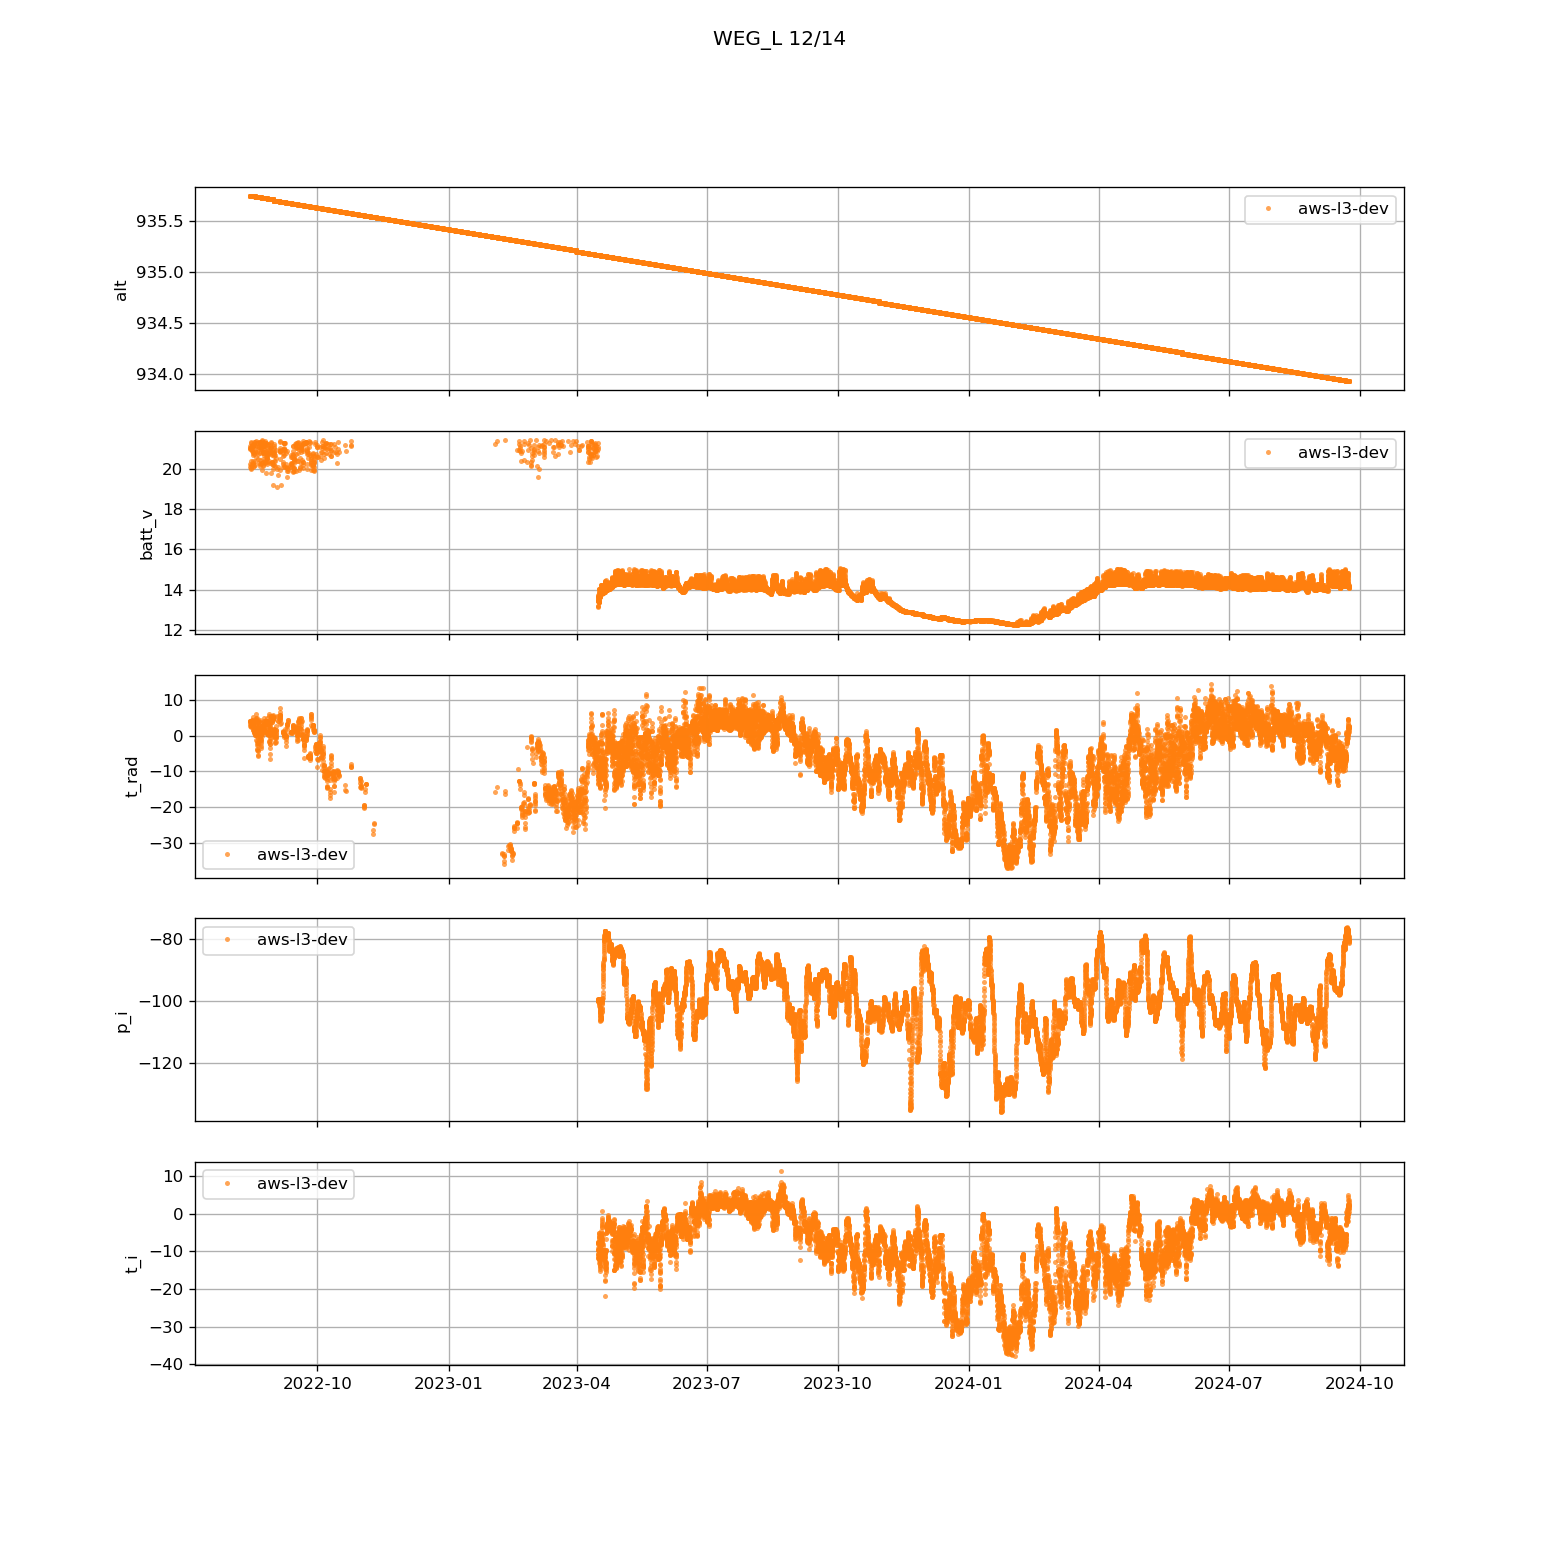 WEG_L 12/14
aws-l3-dev
935.5
935.0
934.5
934.0
alt
aws-l3-dev
20
18
16
14
12
batt_v
10
0
−10
−20
−30
t_rad
aws-l3-dev
aws-l3-dev
−80
−100
−120
p_i
aws-l3-dev
10
0
−10
−20
−30
−40
t_i
2022-10 2023-01 2023-04 2023-07 2023-10 2024-01 2024-04 2024-07 2024-10